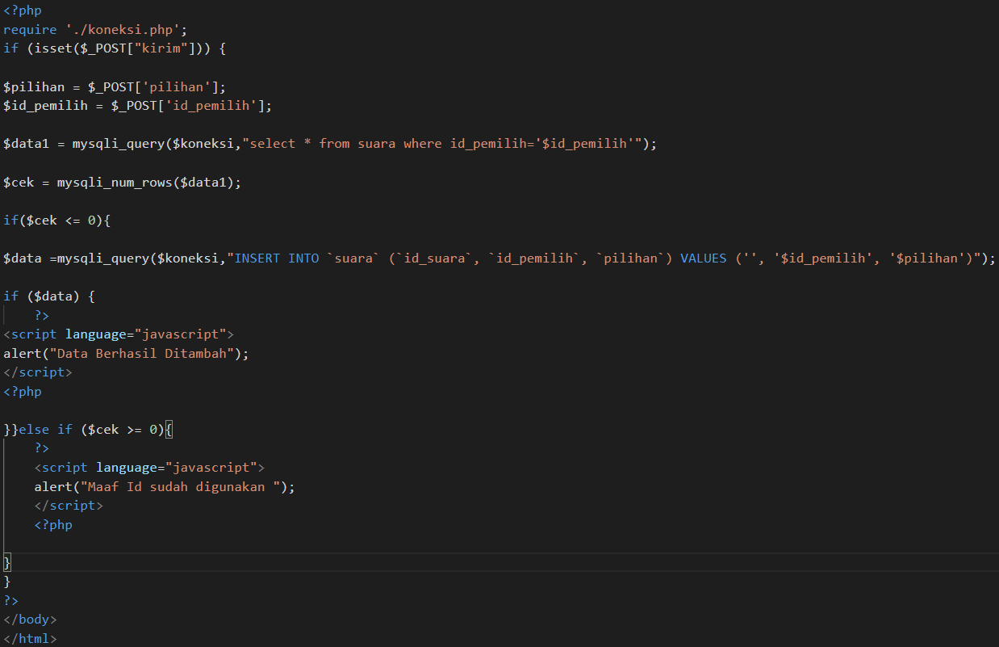 <?php
require './koneksi.php';
if (isset($_POST["kirim"])) {
$pilihan = $_POST['pilihan'];
$id_pemilih = $_POST['id_pemilih'];
$data1 = mysqli_query($koneksi,"select * from suara where id_pemilih='$id_pemilih'");
$cek = mysqli_num_rows($data1);
if($cek <= 0){
$data =mysqli_query($koneksi,"INSERT INTO `suara` (`id_suara`, `id_pemilih`, `pilihan`) VALUES ('', '$id_pemilih', '$pilihan')");
if ($data) {
    ?>
<script language="javascript">
alert("Data Berhasil Ditambah");
</script>
<?php
}}else if ($cek >= 0){
    ?>
    <script language="javascript">
    alert("Maaf Id sudah digunakan ");
    </script>
    <?php
}
}
?>
</body>
</html>